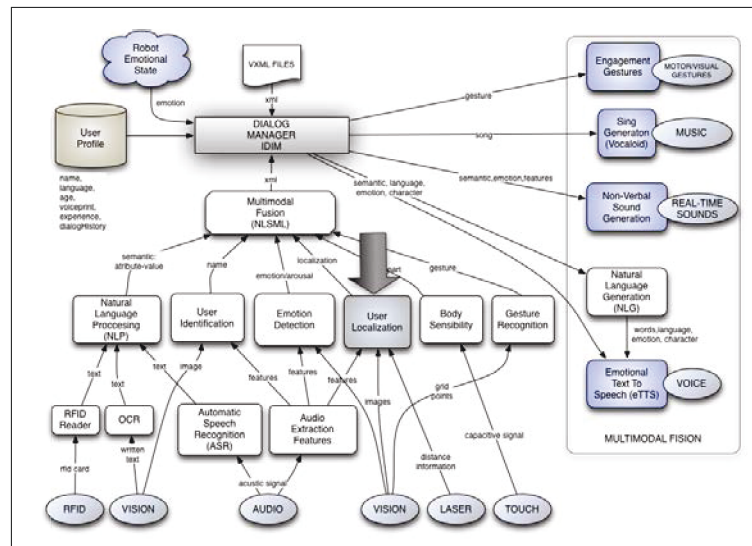 Robot
Emotional
State
VXML FILES
emotion
xml
User
Profile
name,
language,
age,
voiceprint,
experience,
dialogHistory
DIALOG
MANAGER
IDIM
gesture
song
semantic, language,
emotion, character
semantic,emotion,features
xml
Multimodal
Fusion
(NLSML)
semantic:
atribute-value
name
emotion/arousal
localization
part
gesture
Natural
Language
Proccesing
(NLP)
User
Identification
Emotion
Detection
User
Localization
Body
Sensibility
Gesture
Recognition
text
text
text
image
features
features
features
images
grid
points
RFID
Reader
OCR
Automatic
Speech
Recognition
(ASR)
Audio
Extraction
Features
rfid card
written
text
acustic signal
distance
information
capacitive signal
RFID
VISION
AUDIO
VISION
LASER
TOUCH
Engagement
Gestures
MOTOR/VISUAL
GESTURES
Sing
Generaton
(Vocaloid)
MUSIC
Non-Verbal
Sound
Generation
REAL-TIME
SOUNDS
Natural
Language
Generation
(NLG)
words,language,
emotion, character
Emotional
Text To
Speech (eTTS)
VOICE
MULTIMODAL FISION